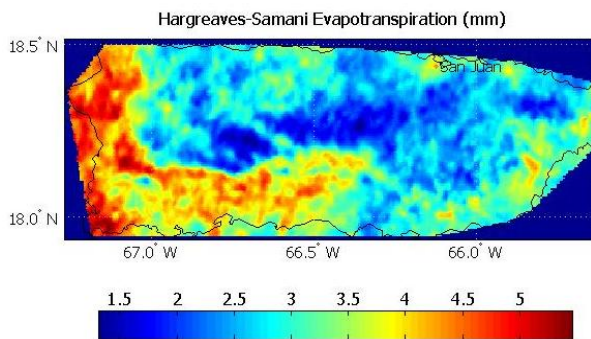 Hargreaves-Samani Evapotranspiration (mm)
18.5° N
San Juan
18.0° N
67.0° W 66.5° W 66.0° W
1.5 2 2.5 3 3.5 4 4.5 5